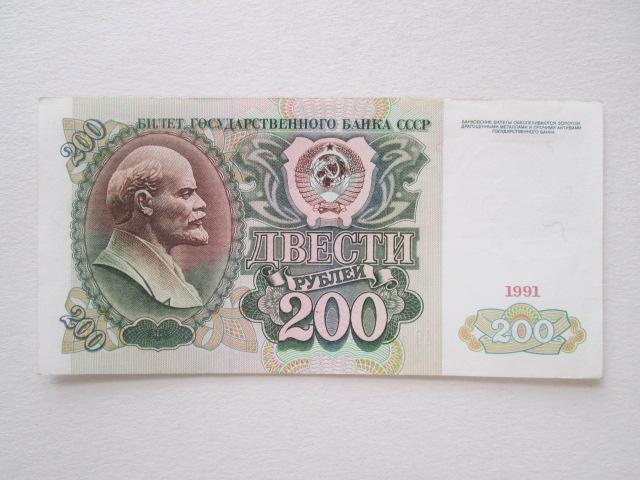 БИЛЕТ ГОСУДАРСТВЕННОГО БАНКА СССР
БАНКОВСКИЕ БИЛЕТЫ ОБЕСПЕЧИВАЮТСЯ ЗОЛОТОМ,
ДРАГОЦЕННЫМИ МЕТАЛЛАМИ И ПРОЧИМИ АКТИВАМИ
ГОСУДАРСТВЕННОГО БАНКА
200
ДВЕСТИ
РУБЛЕЙ
200
200
1991
200